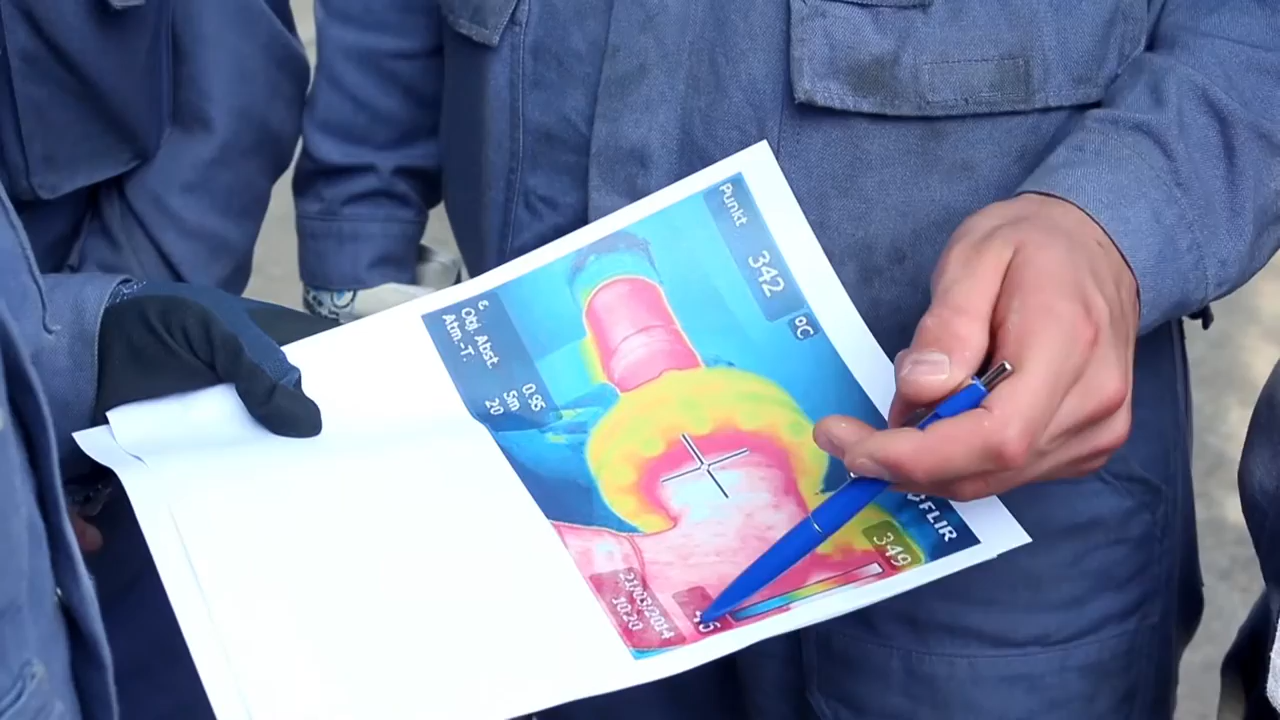 Punkt 342 °C
ε 0.95
Obj. Abst. 5m
Atm.-T. 20
FLIR
349
21/03/2014
10:20